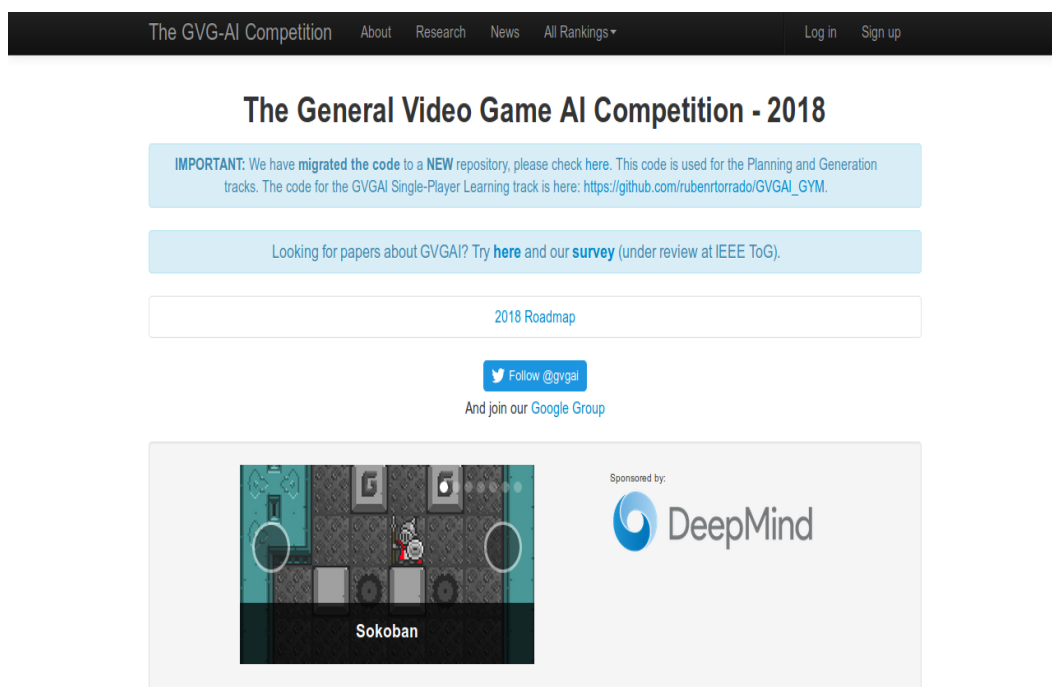 The GVG-AI Competition About Research News All Rankings Log in Sign up
The General Video Game AI Competition - 2018
IMPORTANT: We have migrated the code to a NEW repository, please check here. This code is used for the Planning and Generation
tracks. The code for the GVGAI Single-Player Learning track is here: https://github.com/rubenrtorrado/GVGAI_GYM.
Looking for papers about GVGAI? Try here and our survey (under review at IEEE ToG).
2018 Roadmap
Follow @gvgai
And join our Google Group
G G
Sponsored by:
DeepMind
Sokoban